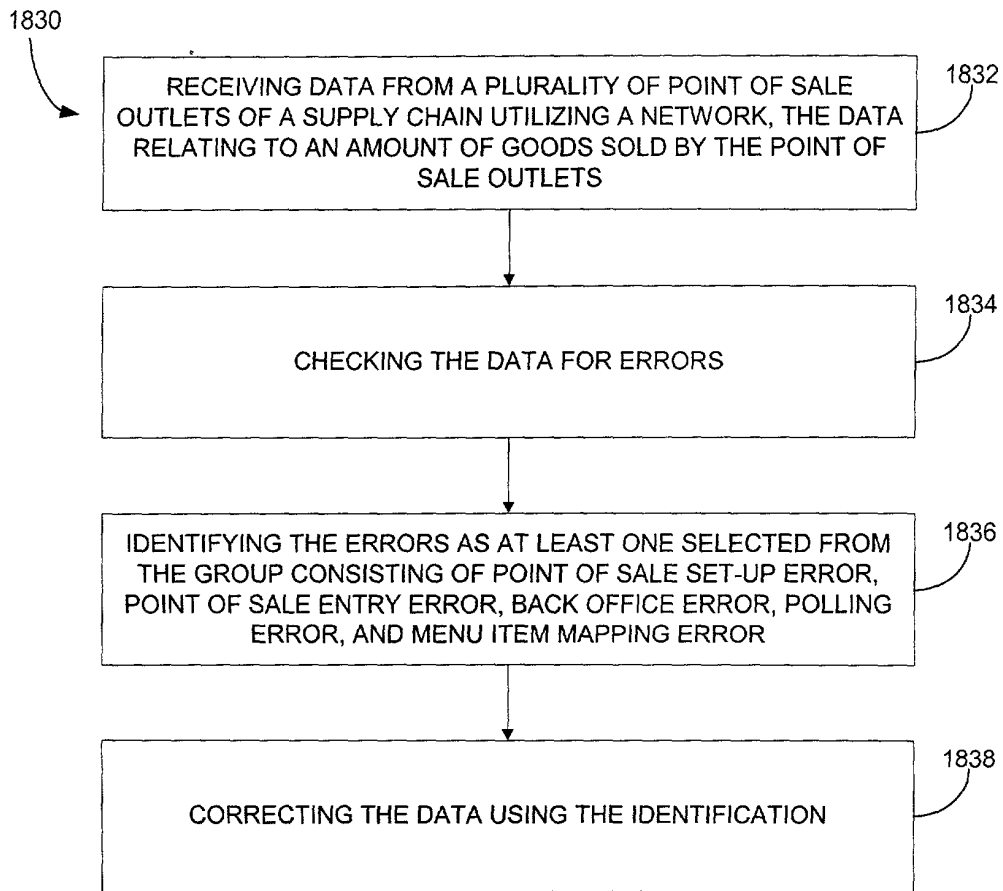 1830
RECEIVING DATA FROM A PLURALITY OF POINT OF SALE
OUTLETS OF A SUPPLY CHAIN UTILIZING A NETWORK, THE DATA
RELATING TO AN AMOUNT OF GOODS SOLD BY THE POINT OF
SALE OUTLETS
1832
CHECKING THE DATA FOR ERRORS
1834
IDENTIFYING THE ERRORS AS AT LEAST ONE SELECTED FROM
THE GROUP CONSISTING OF POINT OF SALE SET-UP ERROR,
POINT OF SALE ENTRY ERROR, BACK OFFICE ERROR, POLLING
ERROR, AND MENU ITEM MAPPING ERROR
1836
CORRECTING THE DATA USING THE IDENTIFICATION
1838